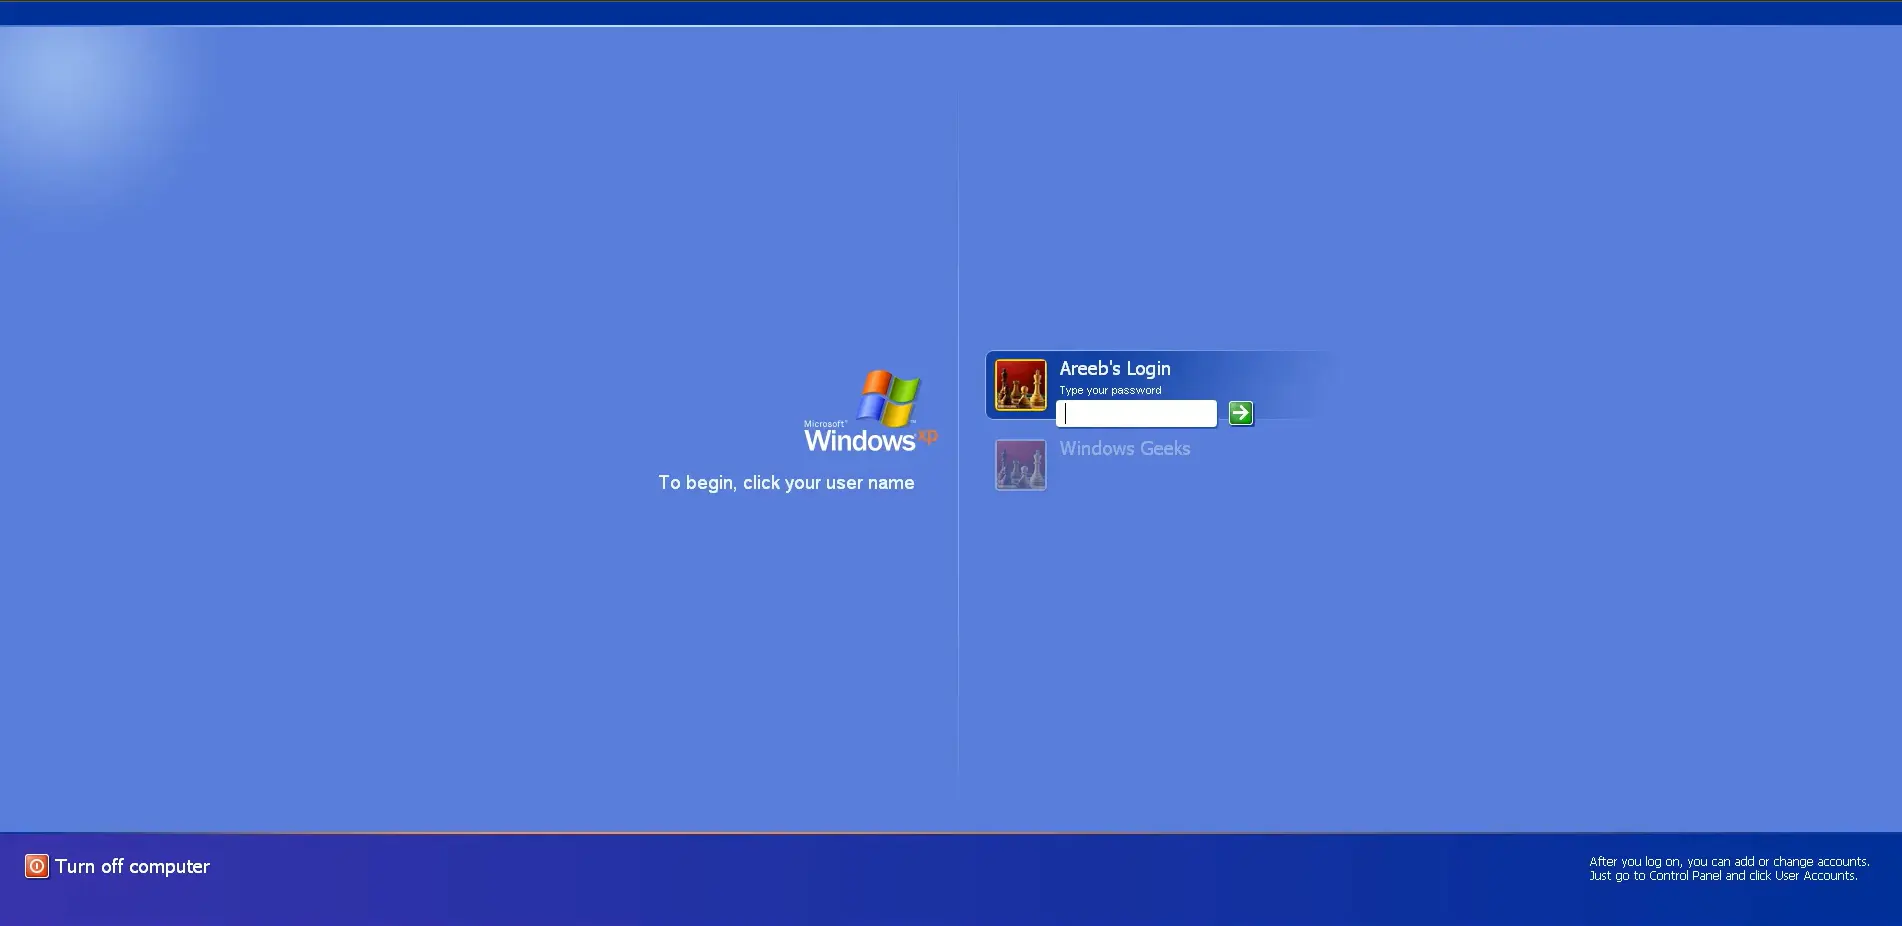 Microsoft®
Windows® xp
To begin, click your user name
Areeb's Login
Type your password
Windows Geeks
Turn off computer
After you log on, you can add or change accounts.
Just go to Control Panel and click User Accounts.